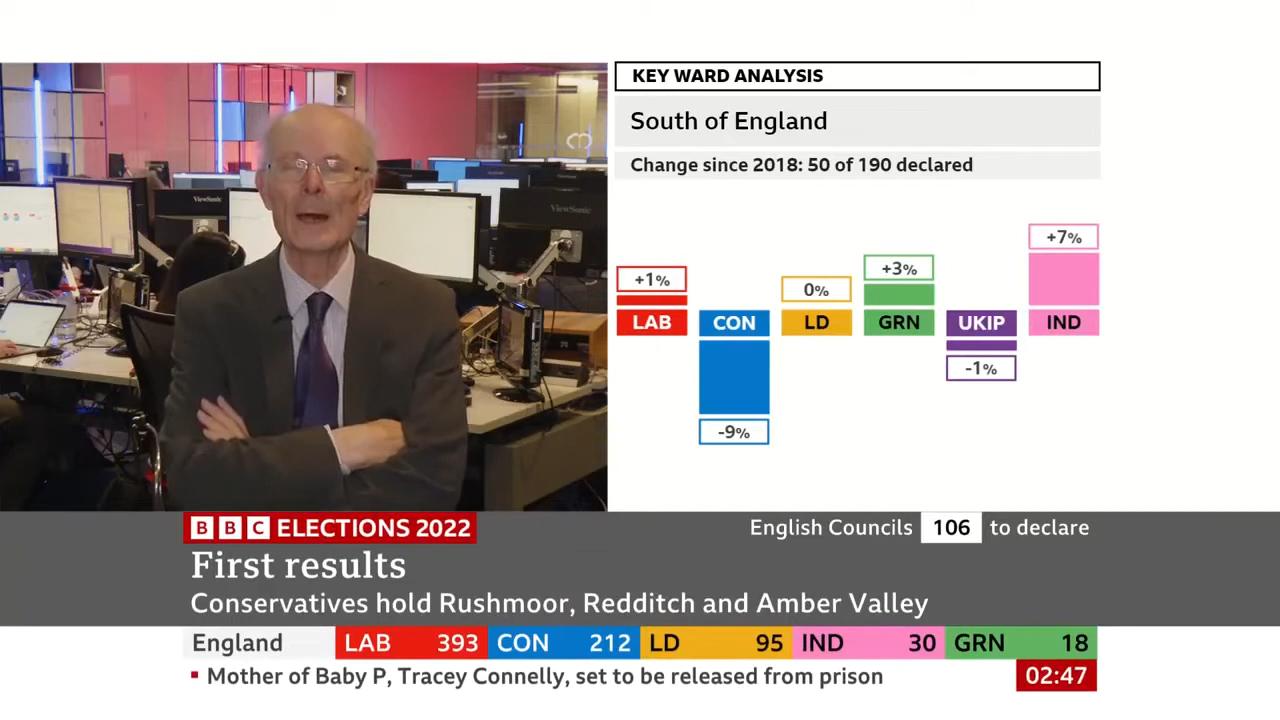 KEY WARD ANALYSIS
South of England
Change since 2018: 50 of 190 declared
+1%
LAB
CON
-9%
0%
LD
+3%
GRN
UKIP
-1%
+7%
IND
ViewSonic
ViewSonic
BBC ELECTIONS 2022
English Councils 106 to declare
First results
Conservatives hold Rushmoor, Redditch and Amber Valley
England LAB 393 CON 212 LD 95 IND 30 GRN 18
Mother of Baby P, Tracey Connelly, set to be released from prison
02:47